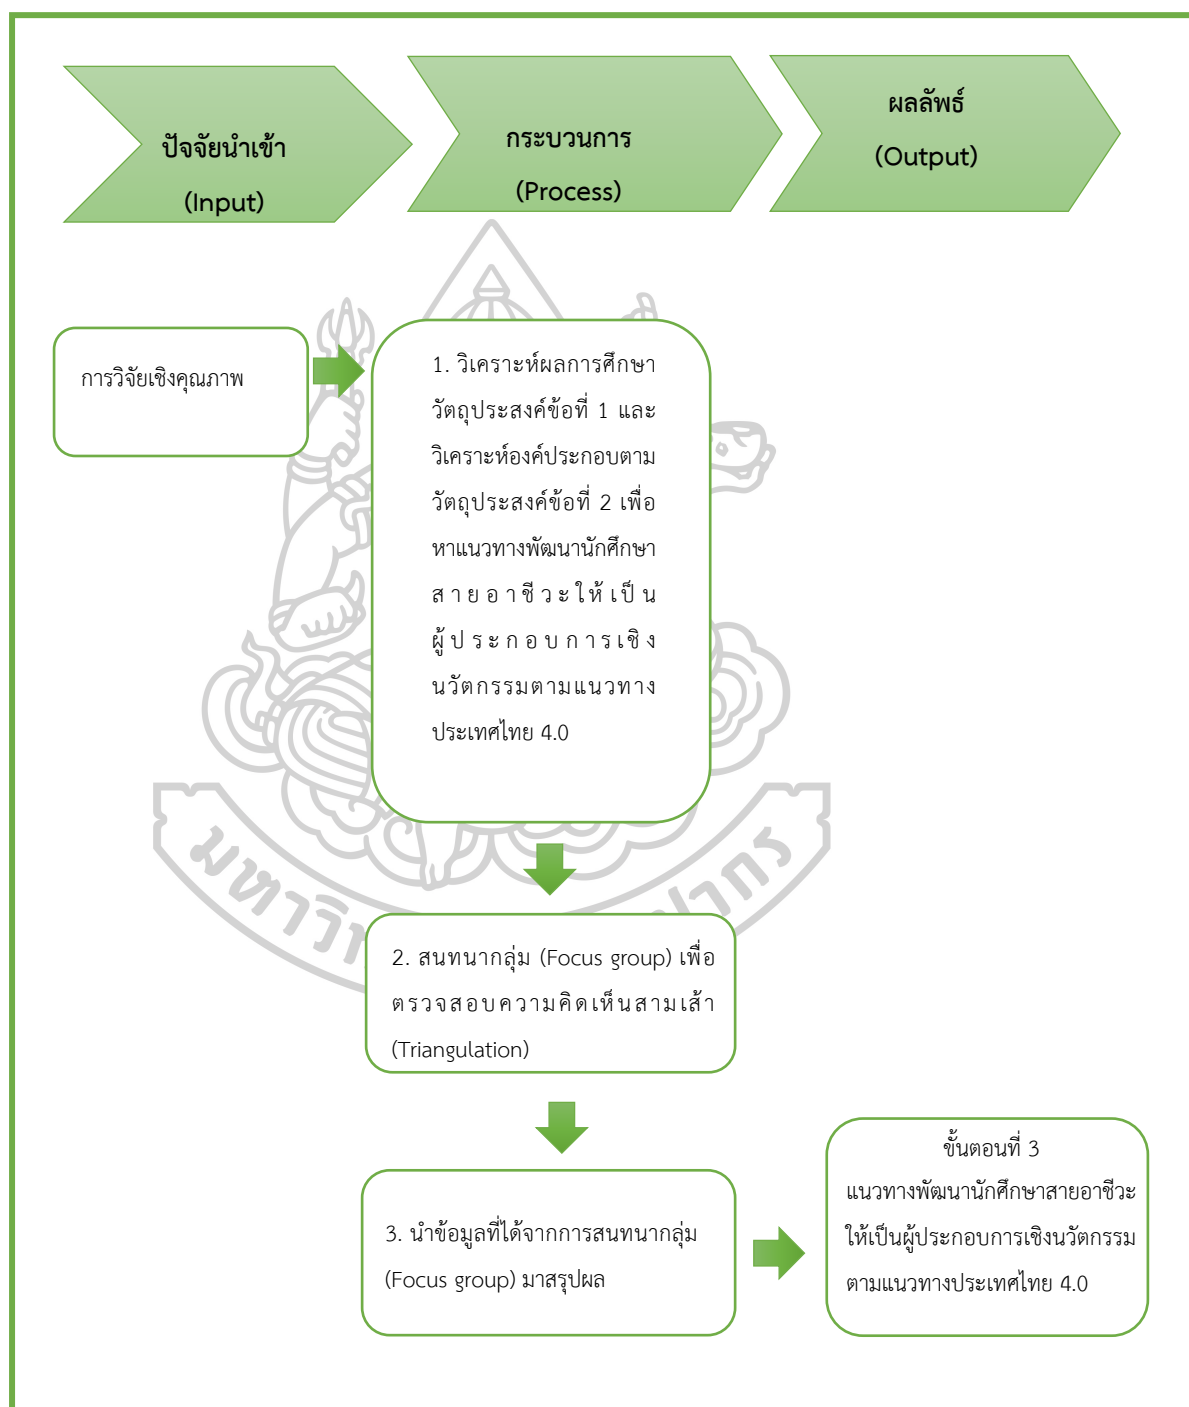 ปัจจัยนำเข้า
(Input)
กระบวนการ
(Process)
ผลลัพธ์
(Output)
การวิจัยเชิงคุณภาพ
1. วิเคราะห์ผลการศึกษา
วัตถุประสงค์ข้อที่ 1 และ
วิเคราะห์องค์ประกอบตาม
วัตถุประสงค์ข้อที่ 2 เพื่อ
หาแนวทางพัฒนานักศึกษา
สายอาชีวะให้เป็น
ผู้ประกอบการเชิง
นวัตกรรมตามแนวทาง
ประเทศไทย 4.0
2. สนทนากลุ่ม (Focus group) เพื่อ
ตรวจสอบความคิดเห็นสามเส้า
(Triangulation)
3. นำข้อมูลที่ได้จากการสนทนากลุ่ม
(Focus group) มาสรุปผล
ขั้นตอนที่ 3
แนวทางพัฒนานักศึกษาสายอาชีวะ
ให้เป็นผู้ประกอบการเชิงนวัตกรรม
ตามแนวทางประเทศไทย 4.0